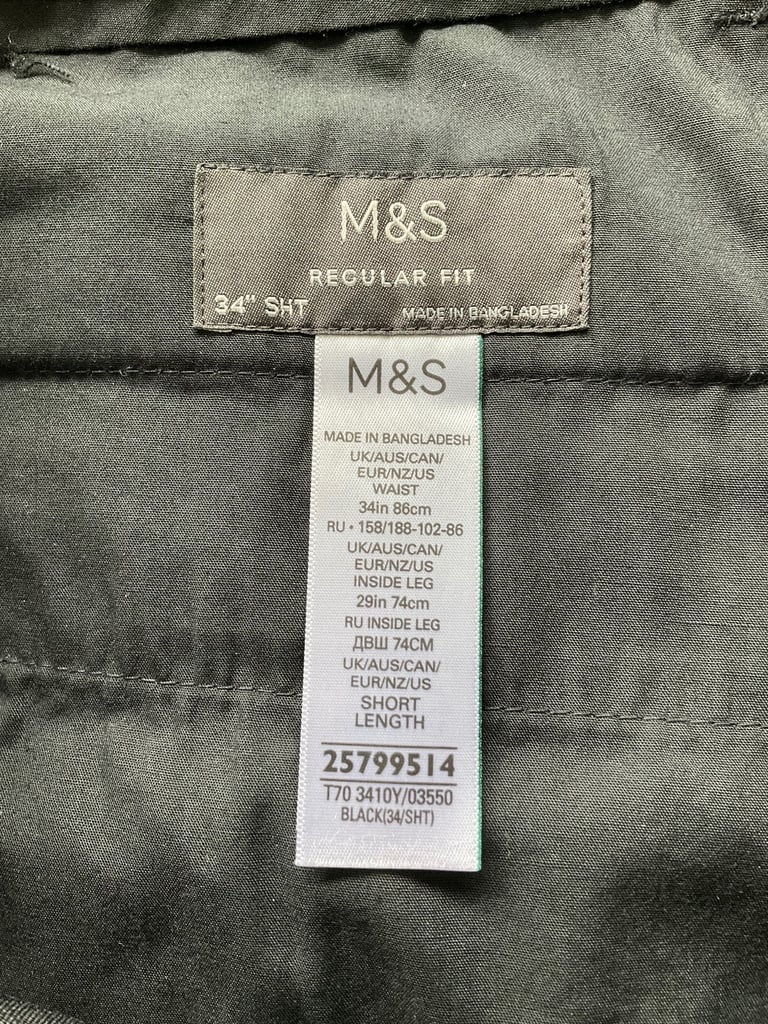 M&S
REGULAR FIT
34" SHT
MADE IN BANGLADESH
M&S
MADE IN BANGLADESH
UK/AUS/CAN/
EUR/NZ/US
WAIST
34in 86cm
RU • 158/188-102-86
UK/AUS/CAN/
EUR/NZ/US
INSIDE LEG
29in 74cm
RU INSIDE LEG
ДВШ 74СМ
UK/AUS/CAN/
EUR/NZ/US
SHORT
LENGTH
25799514
T70 3410Y/03550
BLACK(34/SHT)